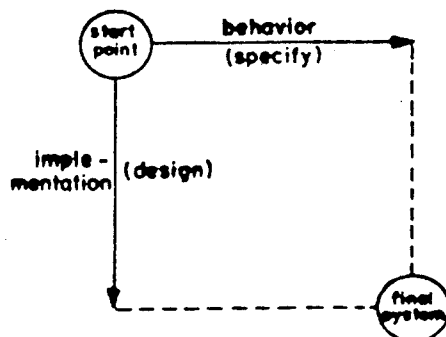 start
point
behavior
(specify)
imple-
mentation (design)
final
system